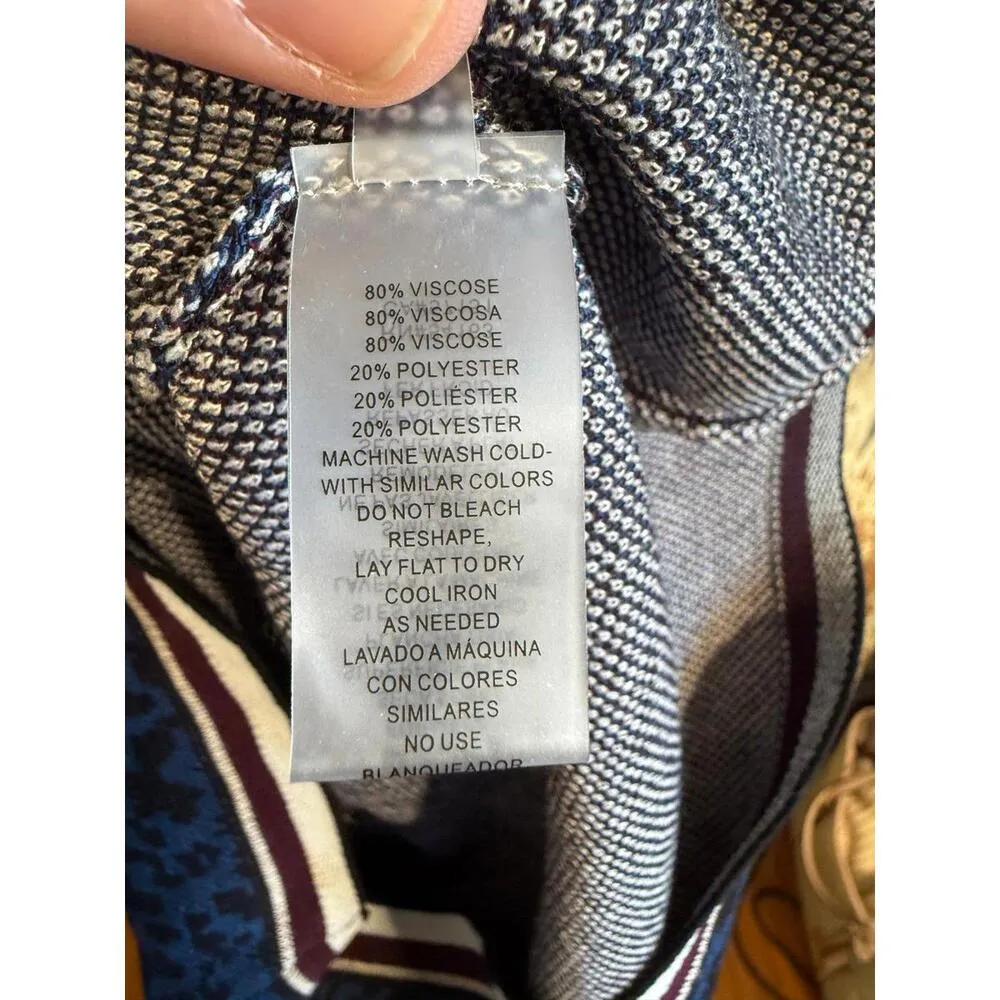 80% VISCOSE
80% VISCOSA
80% VISCOSE
20% POLYESTER
20% POLIÉSTER
20% POLYESTER
MACHINE WASH COLD-
WITH SIMILAR COLORS
DO NOT BLEACH
RESHAPE,
LAY FLAT TO DRY
COOL IRON
AS NEEDED
LAVADO A MÁQUINA
CON COLORES
SIMILARES
NO USE
BLANQUEADOR